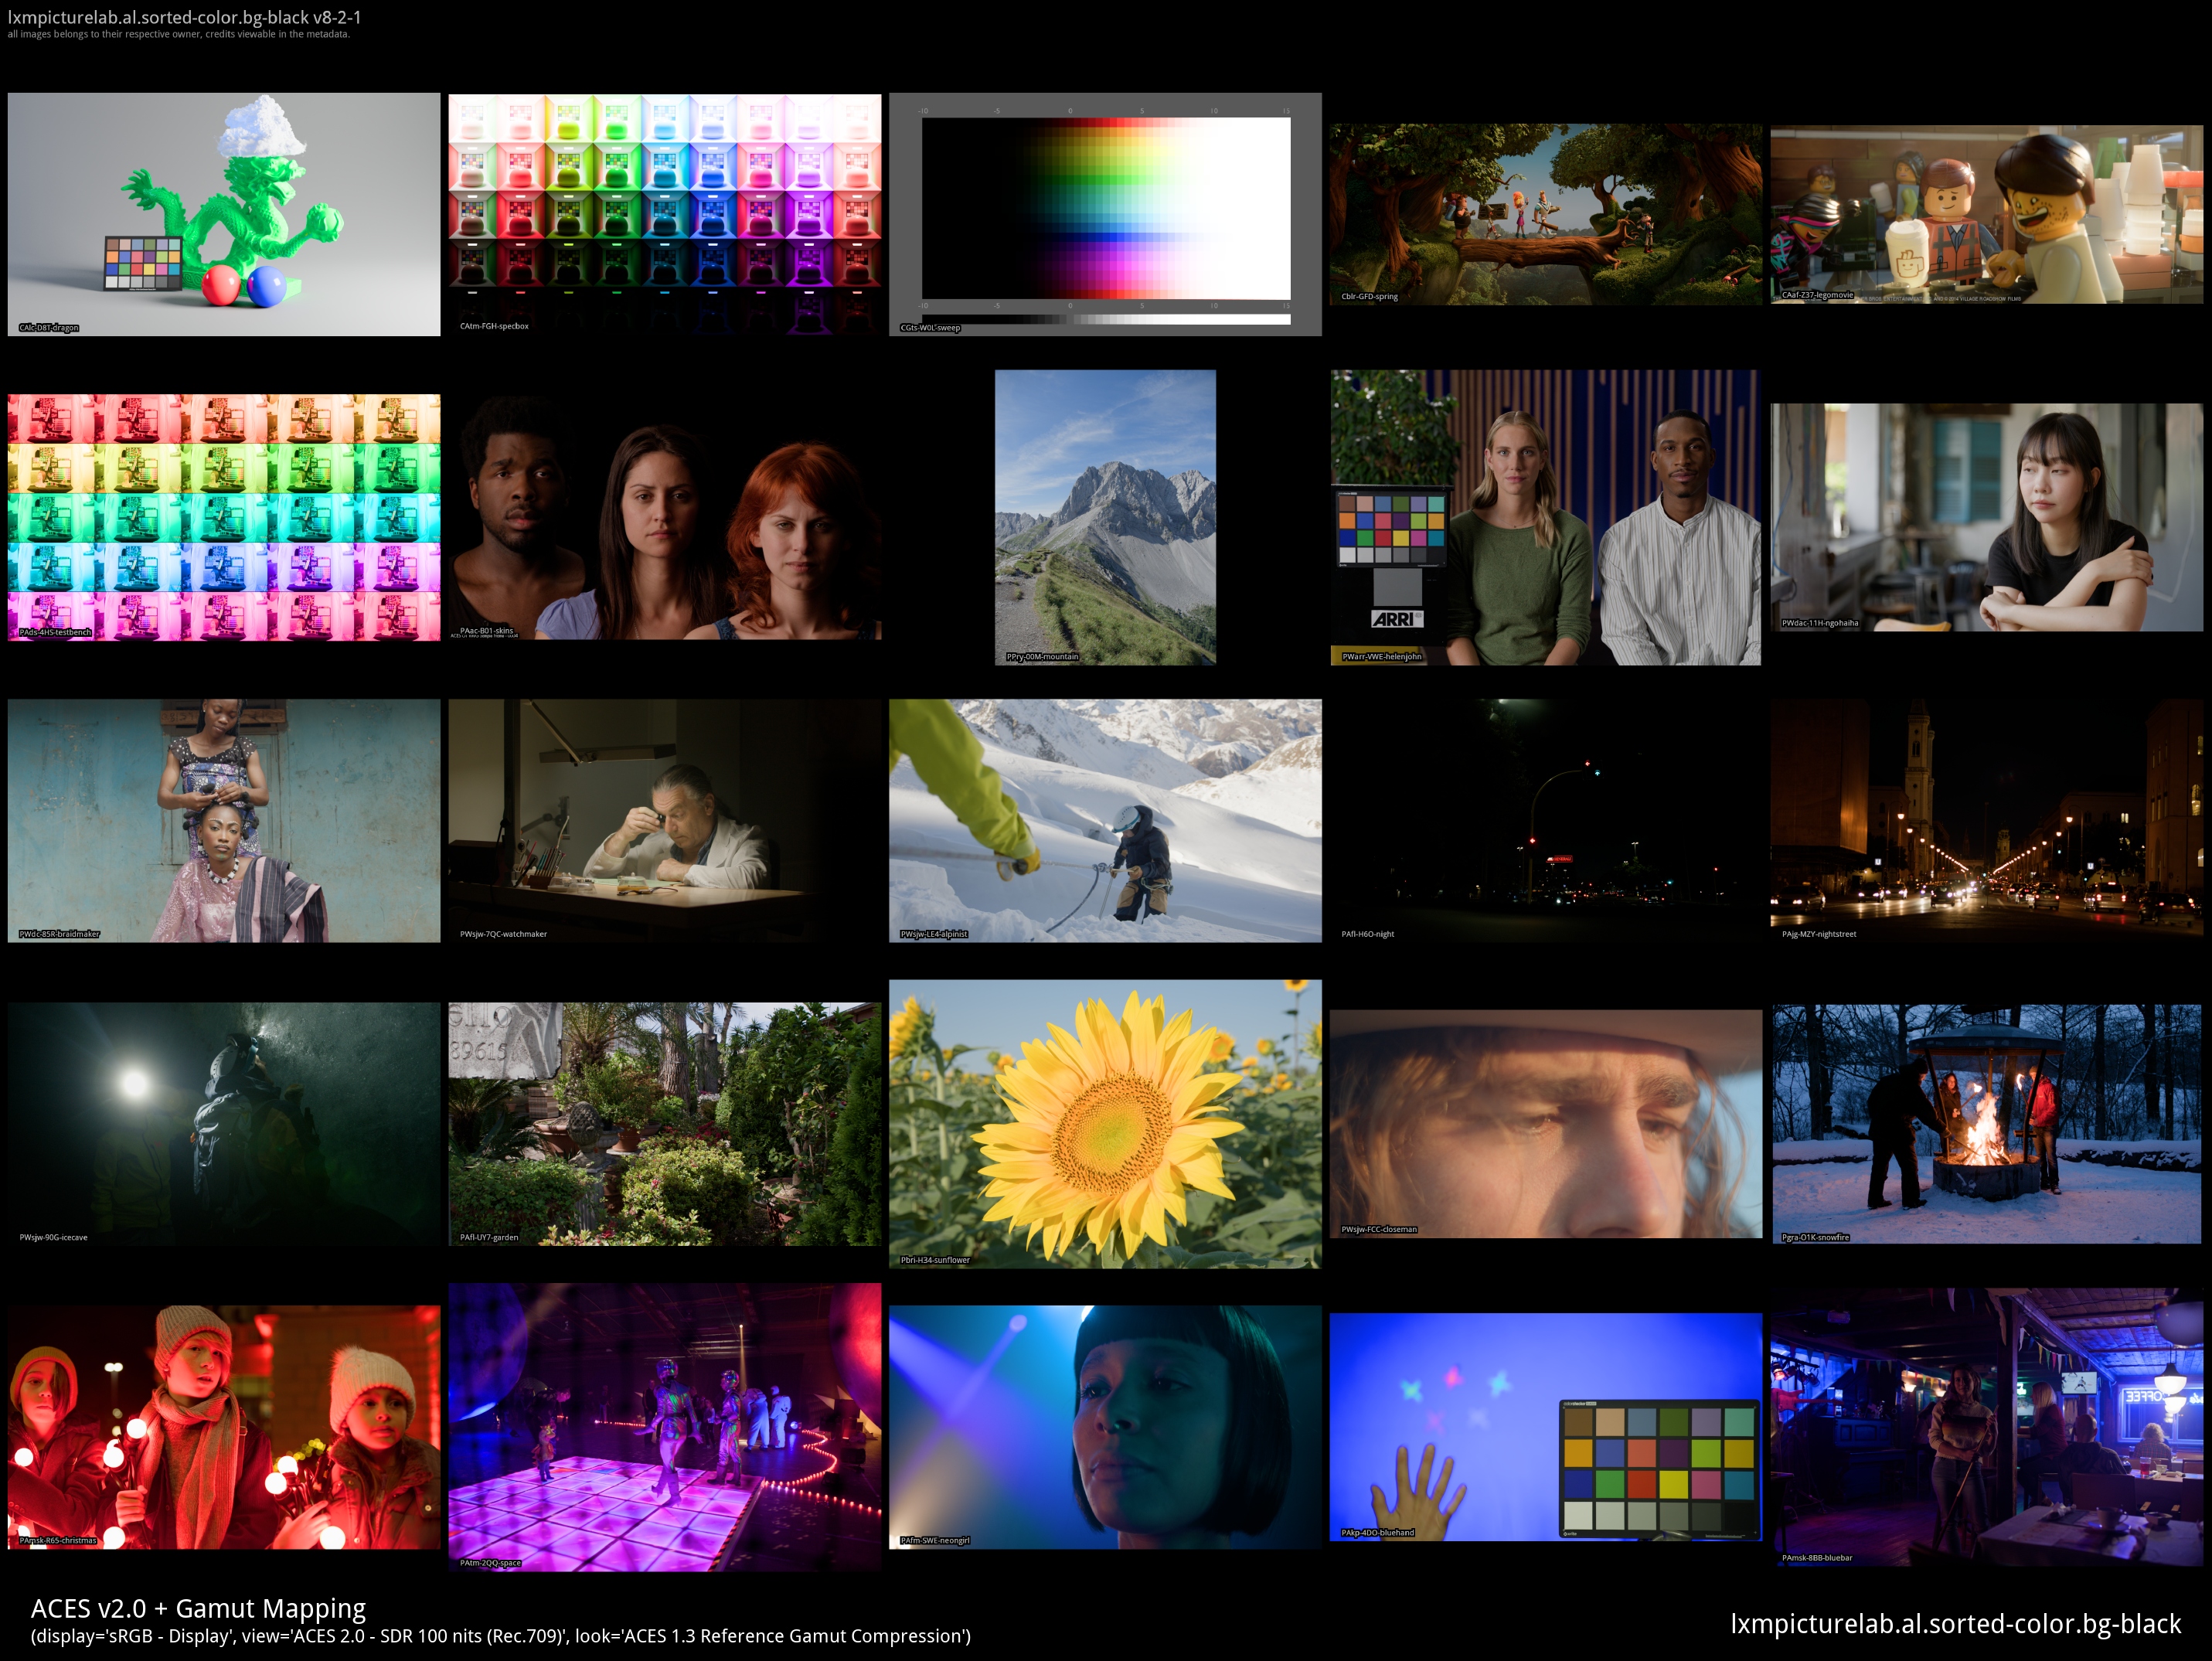 lxmpicturelab.al.sorted-color.bg-black v8-2-1
all images belongs to their respective owner, credits viewable in the metadata.
CAlc-D8T-dragon
CAtm-FGH-specbox
-10 -5 0 5 10 15
-10 -5 0 5 10 15
CGts-W0L-sweep
Cblr-GFD-spring
CAaf-Z37-legomovie
PAds-4HS-testbench
PAac-B01-skins
PPry-00M-mountain
ARRI
PWarr-VWE-helenjohn
PWdac-11H-ngohaiha
PWdc-85R-braidmaker
PWsjw-7QC-watchmaker
PWsjw-LE4-alpinist
PAfl-H6O-night
PAjg-MZY-nightstreet
PWsjw-90G-icecave
89615
PAfl-UY7-garden
Pbri-H34-sunflower
PWsjw-FCC-closeman
Pgra-O1K-snowfire
PAmsk-R65-christmas
PAtm-2QQ-space
PAfm-SWE-neongirl
PAkp-4DO-bluehand
PAmsk-8BB-bluebar
ACES v2.0 + Gamut Mapping
(display='sRGB - Display', view='ACES 2.0 - SDR 100 nits (Rec.709)', look='ACES 1.3 Reference Gamut Compression')
lxmpicturelab.al.sorted-color.bg-black